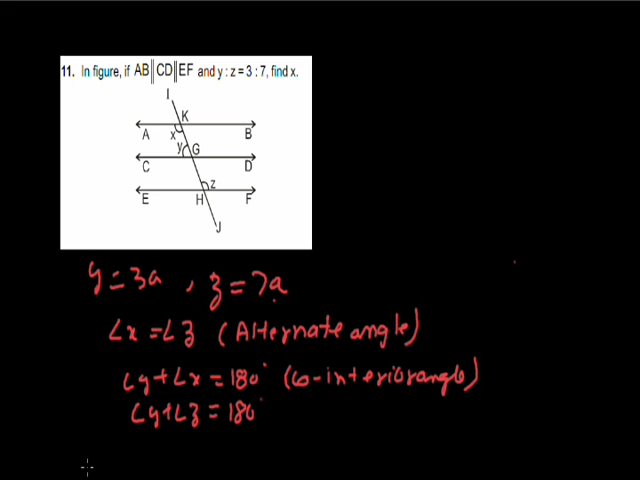 11. In figure, if AB||CD||EF and y : z = 3 : 7, find x.
I
K
A x B
y G
C D
z
E H F
J
y = 3a , z = 7a
∠x = ∠z (Alternate angle)
∠y + ∠x = 180° (co-interior angle)
∠y + ∠z = 180°